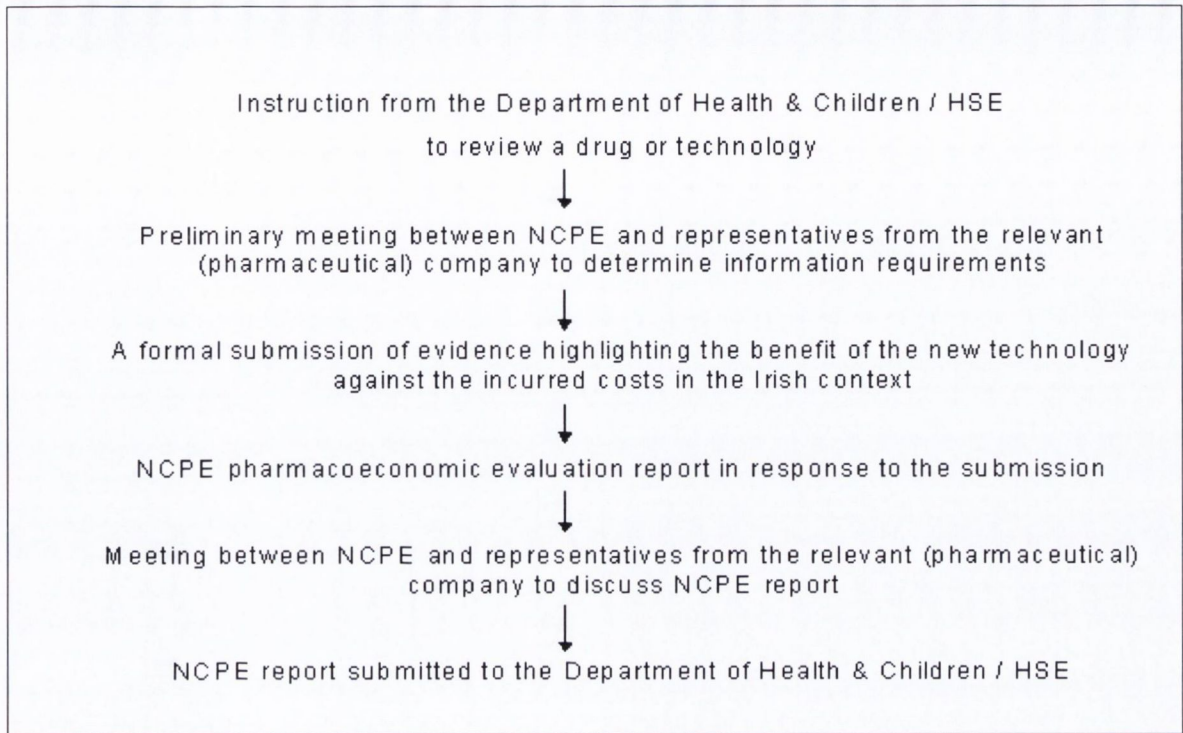 Instruction from the Department of Health & Children / HSE
to review a drug or technology
Preliminary meeting between NCPE and representatives from the relevant
(pharmaceutical) company to determine information requirements
A formal submission of evidence highlighting the benefit of the new technology
against the incurred costs in the Irish context
NCPE pharmacoeconomic evaluation report in response to the submission
Meeting between NCPE and representatives from the relevant (pharmaceutical)
company to discuss NCPE report
NCPE report submitted to the Department of Health & Children / HSE